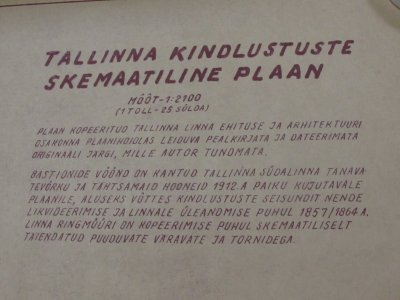 TALLINNA KINDLUSTUSTE
SKEMAATILINE PLAAN
MÕÕT-1:2100
(1 TOLL-25 SÜLDA)
PLAAN KOPEERITUD TALLINNA LINNA EHITUSE JA ARHITEKTUURI
OSAKONNA PLAANIHOIDLAS LEIDUVA PEALKIRJATA JA DATEERIMATA
ORIGINAALI JÄRGI, MILLE AUTOR TUNDMATA.
BASTIONIDE VÖÖND ON KANTUD TALLINNA SÜDALINNA TÄNAVA-
TEVÕRKU JA TÄHTSAMAID HOONEID 1912.A PAIKU KUJUTAVALE
PLAANILE, ALUSEKS VÕTTES KINDLUSTUSTE SEISUNDIT NENDE
LIKVIDEERIMISE JA LINNALE ÜLEANDMISE PUHUL 1857/1864 A.
LINNA RINGMÜÜRI ON KOPEERIMISE PUHUL SKEMAATILISELT
TÄIENDATUD PUUDUVATE VÄRAVATE JA TORNIDEGA.